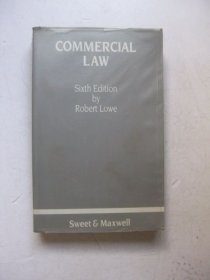 COMMERCIAL
LAW
Sixth Edition
by
Robert Lowe
Sweet & Maxwell